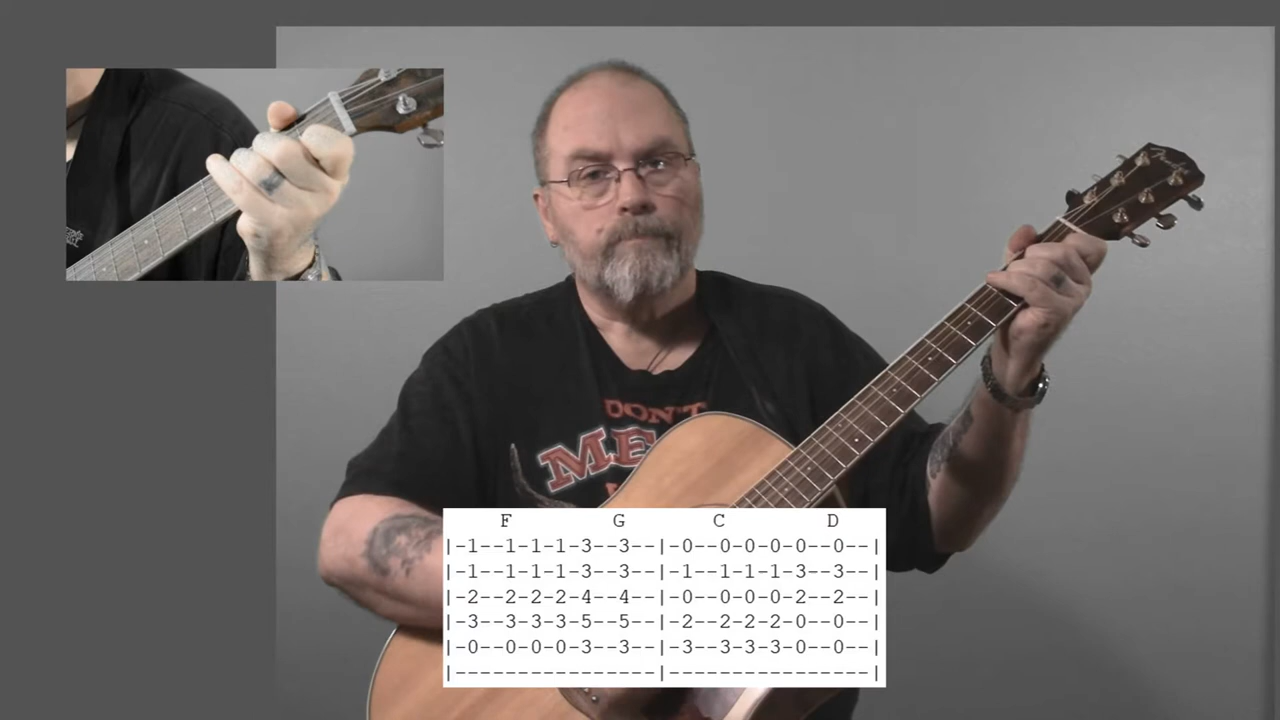 Fender
DON'T
ME
F G C D
|-1--1-1-1-3--3--|-0--0-0-0-0--0--|
|-1--1-1-1-3--3--|-1--1-1-1-3--3--|
|-2--2-2-2-4--4--|-0--0-0-0-2--2--|
|-3--3-3-3-5--5--|-2--2-2-2-0--0--|
|-0--0-0-0-3--3--|-3--3-3-3-0--0--|
|----------------|----------------|